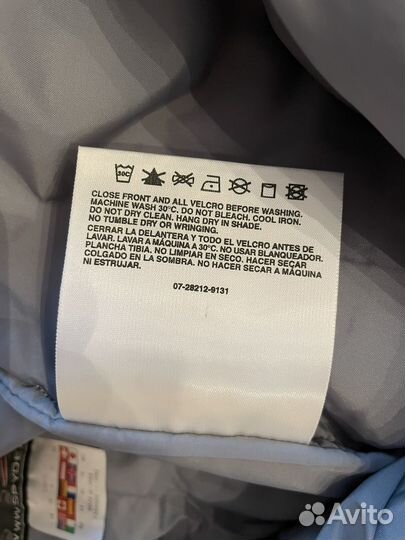 30C
CLOSE FRONT AND ALL VELCRO BEFORE WASHING.
MACHINE WASH 30°C. DO NOT BLEACH. COOL IRON.
DO NOT DRY CLEAN. HANG DRY IN SHADE.
NO TUMBLE DRY OR WRINGING.
CERRAR LA DELANTERA Y TODO EL VELCRO ANTES DE
LAVAR. LAVAR A MÁQUINA A 30°C. NO USAR BLANQUEADOR.
PLANCHA TIBIA. NO LIMPIAR EN SECO. HACER SECAR
COLGADO EN LA SOMBRA. NO HACER SECAR A MÁQUINA
NI ESTRUJAR.
07-28212-9131
Avito